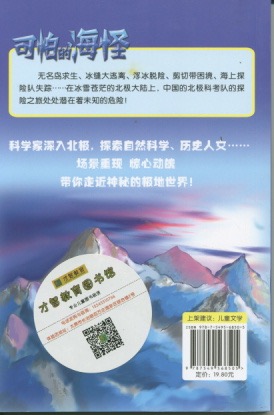 可怕的海怪
无名岛求生、冰缝大逃离、浮冰脱险、剪切带困境、海上探
险队失踪……在冰雪苍茫的北极大陆上，中国的北极科考队的探
险之旅处处潜在着未知的危险！
科学家深入北极，探索自然科学、历史人文……
场景重现 惊心动魄
带你走近神秘的极地世界！
才智教育图书馆
上架建议：儿童文学
定价：19.80元